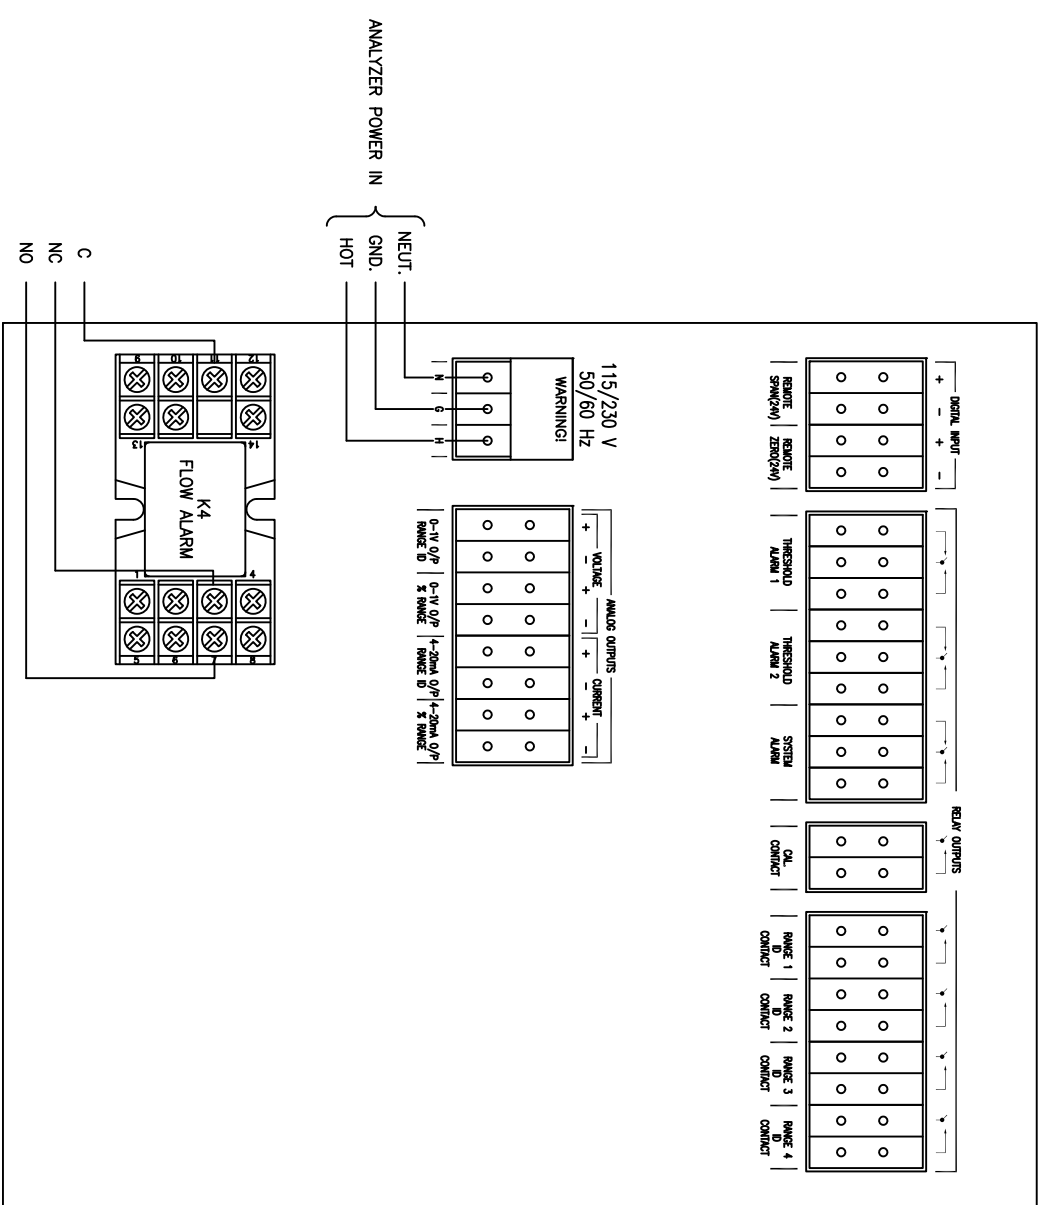 ANALYZER POWER IN
NEUT.
GND.
HOT
C
NC
NO
115/230 V
50/60 Hz
WARNING!
N
G
H
DIGITAL INPUT
+ − + −
REMOTE
SPAN(24V)
REMOTE
ZERO(24V)
RELAY OUTPUTS
THRESHOLD
ALARM 1
THRESHOLD
ALARM 2
SYSTEM
ALARM
CAL.
CONTACT
RANGE 1
ID
CONTACT
RANGE 2
ID
CONTACT
RANGE 3
ID
CONTACT
RANGE 4
ID
CONTACT
ANALOG OUTPUTS
VOLTAGE
CURRENT
+ − + − + − + −
0-1V O/P
RANGE ID
0-1V O/P
% RANGE
4-20mA O/P
RANGE ID
4-20mA O/P
% RANGE
9 10 11 12
13 14
K4
FLOW ALARM
1 4
5 6 7 8